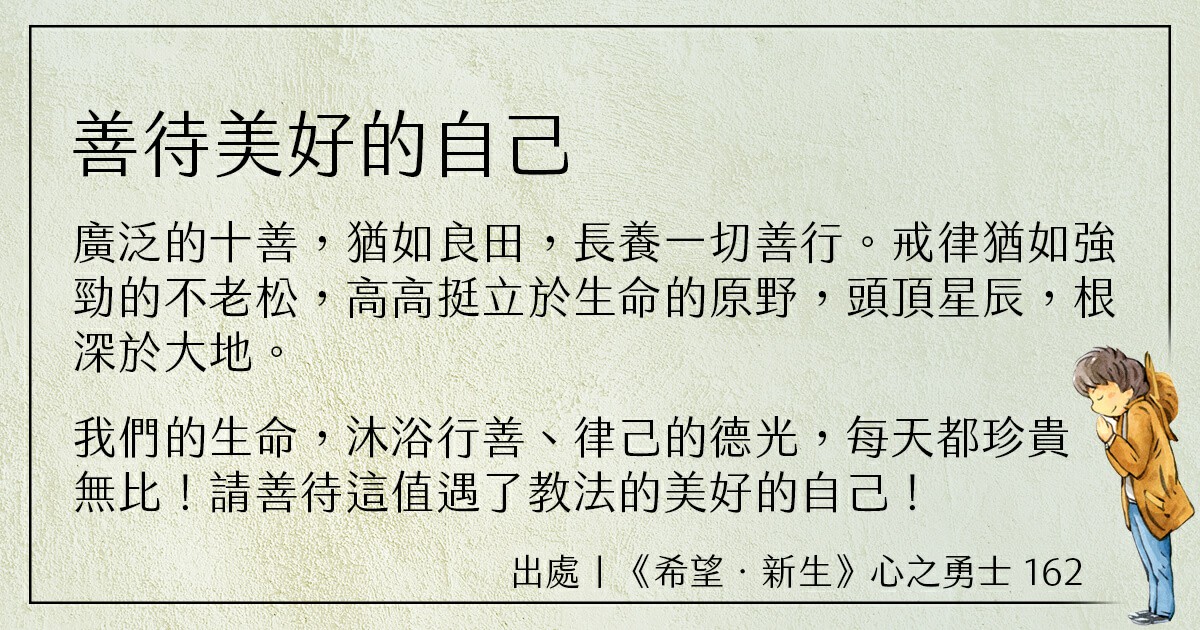 善待美好的自己
廣泛的十善，猶如良田，長養一切善行。戒律猶如強
勁的不老松，高高挺立於生命的原野，頭頂星辰，根
深於大地。
我們的生命，沐浴行善、律己的德光，每天都珍貴
無比！請善待這值遇了教法的美好的自己！
出處｜《希望．新生》心之勇士 162